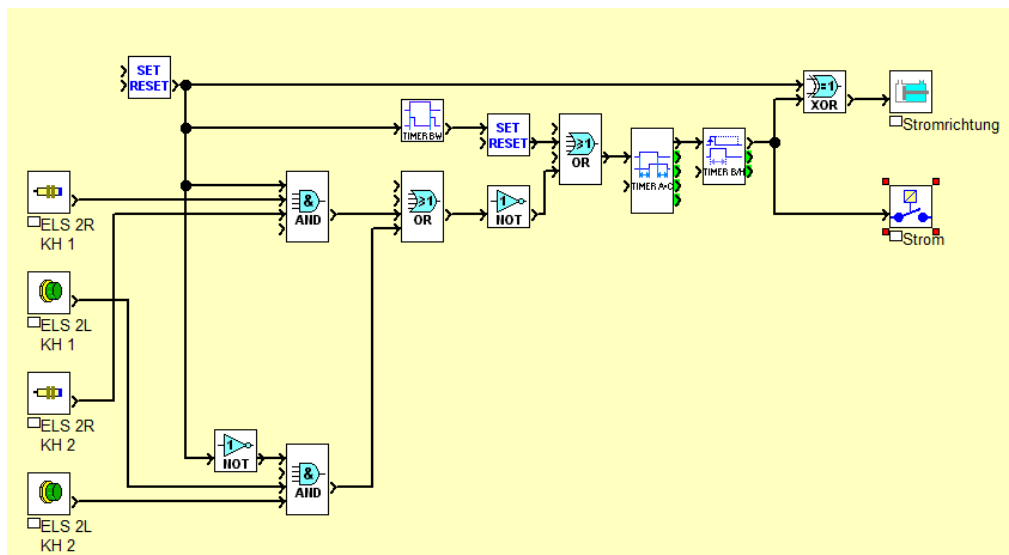 SET
RESET
=1
XOR
Stromrichtung
TIMER BW
SET
RESET
≥1
OR
TIMER A+C
TIMER B/H
ELS 2R
KH 1
&
AND
≥1
OR
1
NOT
Strom
ELS 2L
KH 1
ELS 2R
KH 2
1
NOT
&
AND
ELS 2L
KH 2